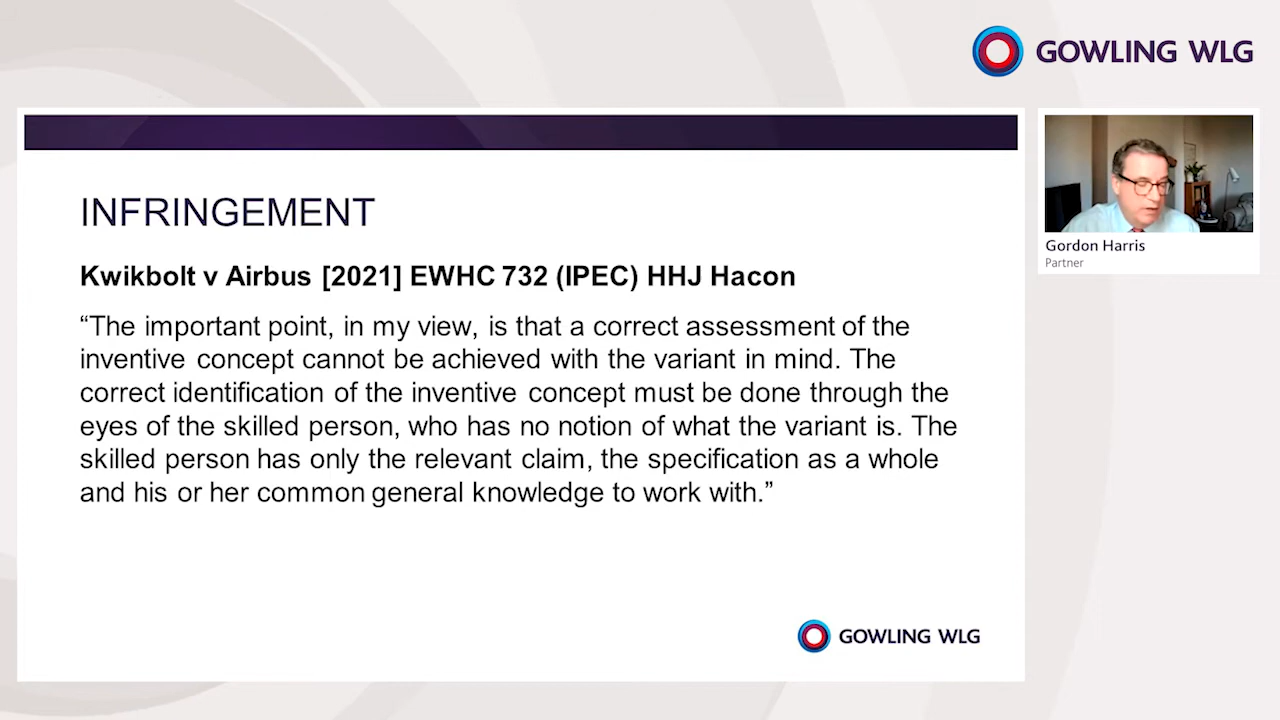 GOWLING WLG
INFRINGEMENT
Kwikbolt v Airbus [2021] EWHC 732 (IPEC) HHJ Hacon
“The important point, in my view, is that a correct assessment of the
inventive concept cannot be achieved with the variant in mind. The
correct identification of the inventive concept must be done through the
eyes of the skilled person, who has no notion of what the variant is. The
skilled person has only the relevant claim, the specification as a whole
and his or her common general knowledge to work with.”
GOWLING WLG
Gordon Harris
Partner